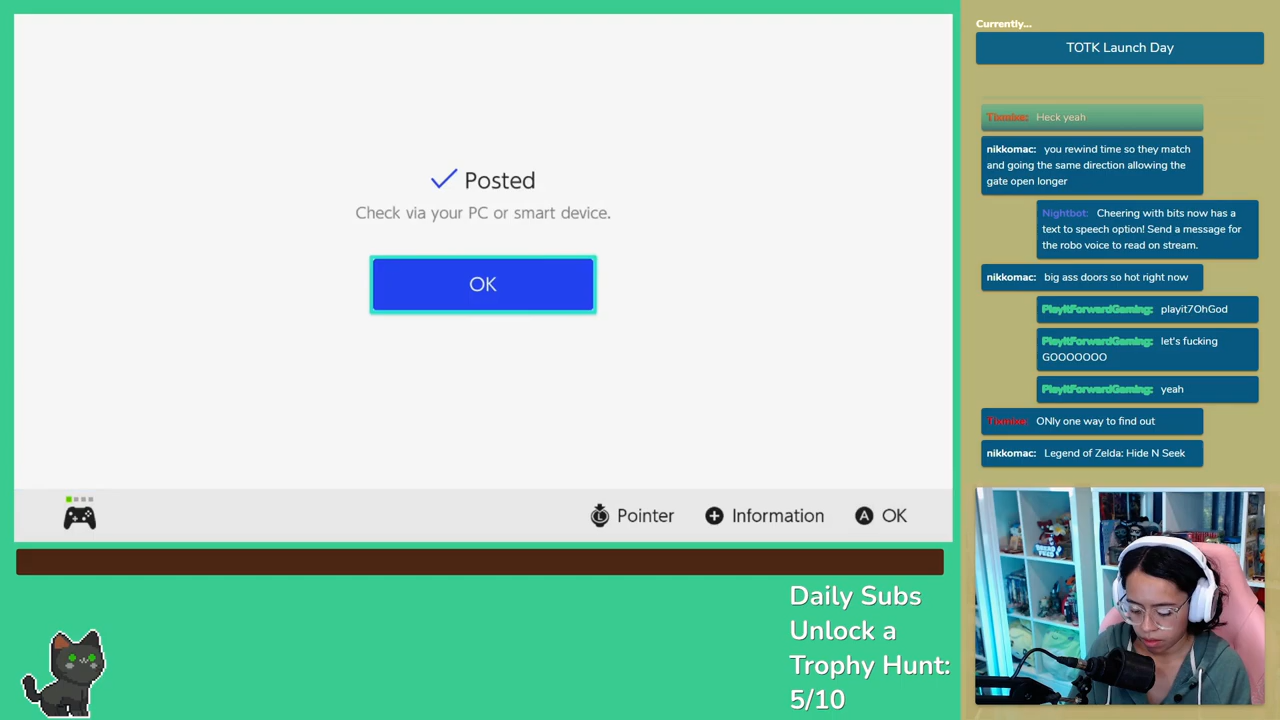 Posted
Check via your PC or smart device.
OK
Pointer
Information
OK
Daily Subs
Unlock a
Trophy Hunt:
5/10
Currently...
TOTK Launch Day
Heck yeah
nikkomac: you rewind time so they match
and going the same direction allowing the
gate open longer
Nightbot: Cheering with bits now has a
text to speech option! Send a message for
the robo voice to read on stream.
nikkomac: big ass doors so hot right now
PlayItForwardGaming: playit7OhGod
PlayItForwardGaming: let's fucking
GOOOOOOO
PlayItForwardGaming: yeah
ONly one way to find out
nikkomac: Legend of Zelda: Hide N Seek